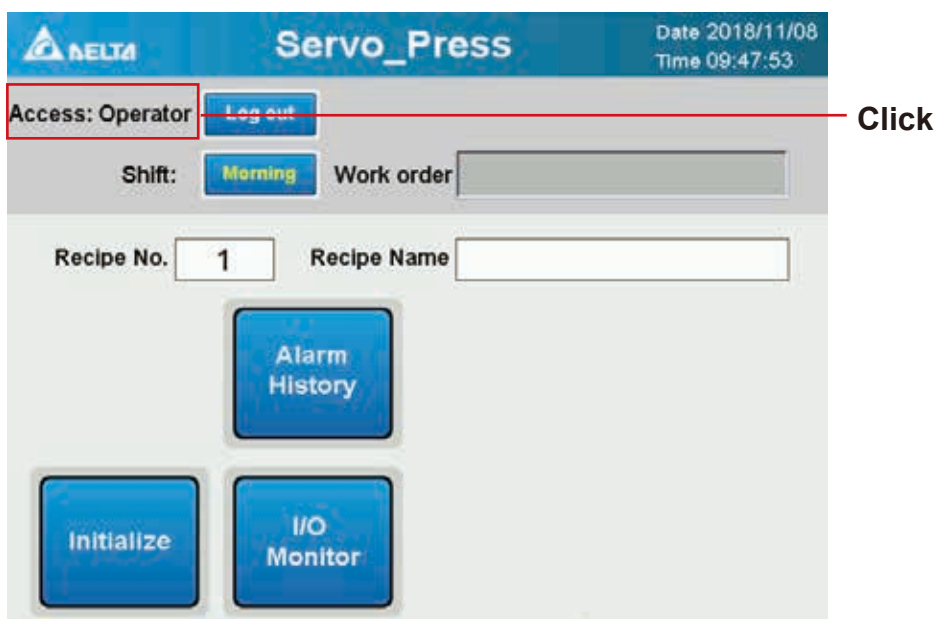 DELTA
Servo_Press
Date 2018/11/08
Time 09:47:53
Access: Operator
Log out
Click
Shift:
Morning
Work order
Recipe No.
1
Recipe Name
Alarm
History
Initialize
I/O
Monitor